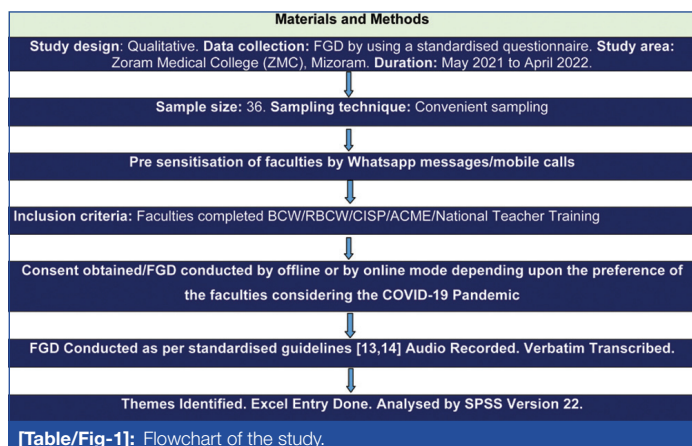 Materials and Methods
Study design: Qualitative. Data collection: FGD by using a standardised questionnaire. Study area:
Zoram Medical College (ZMC), Mizoram. Duration: May 2021 to April 2022.
Sample size: 36. Sampling technique: Convenient sampling
Pre sensitisation of faculties by Whatsapp messages/mobile calls
Inclusion criteria: Faculties completed BCW/RBCW/CISP/ACME/National Teacher Training
Consent obtained/FGD conducted by offline or by online mode depending upon the preference of
the faculties considering the COVID-19 Pandemic
FGD Conducted as per standardised guidelines [13,14] Audio Recorded. Verbatim Transcribed.
Themes Identified. Excel Entry Done. Analysed by SPSS Version 22.
[Table/Fig-1]: Flowchart of the study.